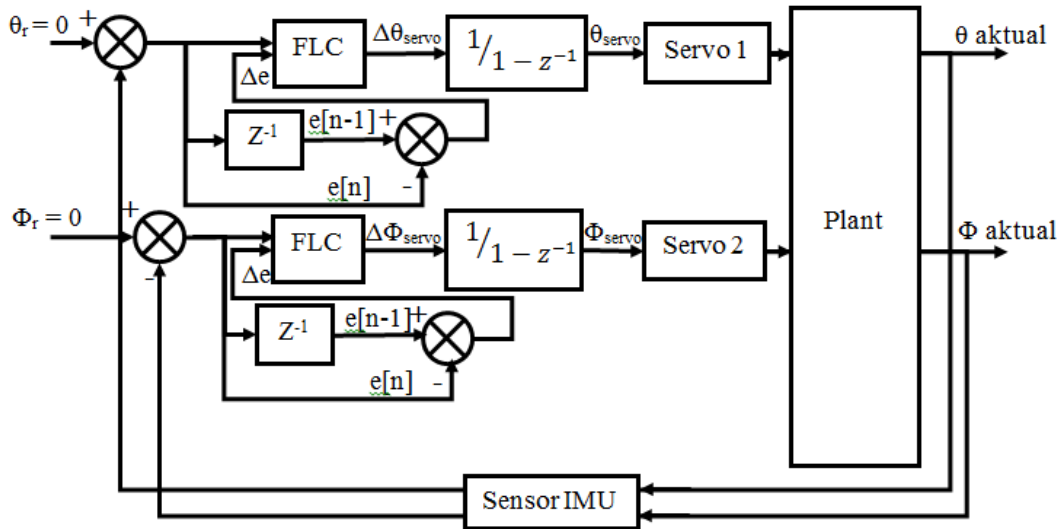 θr = 0
+
FLC
Δθservo
1/1 − z⁻¹
θservo
Servo 1
θ aktual
Δe
Z⁻¹
e[n-1]
+
e[n]
-
Φr = 0
+
-
FLC
ΔΦservo
1/1 − z⁻¹
Φservo
Servo 2
Plant
Φ aktual
Δe
Z⁻¹
e[n-1]
+
e[n]
-
Sensor IMU